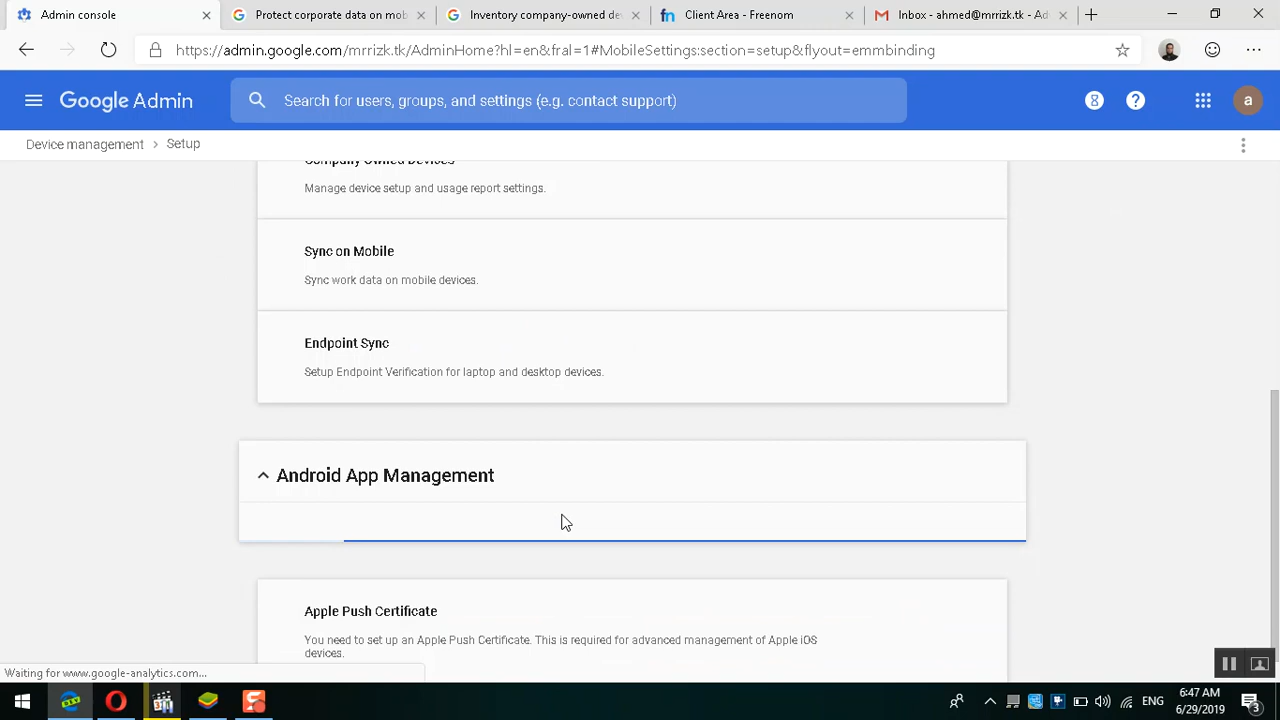 Admin console
Protect corporate data on mob
Inventory company-owned de
fn Client Area - Freenom
Inbox - ahmed@mrrizk.tk - Ad
https://admin.google.com/mrrizk.tk/AdminHome?hl=en&fral=1#MobileSettings:section=setup&flyout=emmbinding
Google Admin
Search for users, groups, and settings (e.g. contact support)
a
Device management > Setup
Company Owned Devices
Manage device setup and usage report settings.
Sync on Mobile
Sync work data on mobile devices.
Endpoint Sync
Setup Endpoint Verification for laptop and desktop devices.
Android App Management
Apple Push Certificate
You need to set up an Apple Push Certificate. This is required for advanced management of Apple iOS
devices.
Waiting for www.google-analytics.com...
ENG
6:47 AM
6/29/2019
3